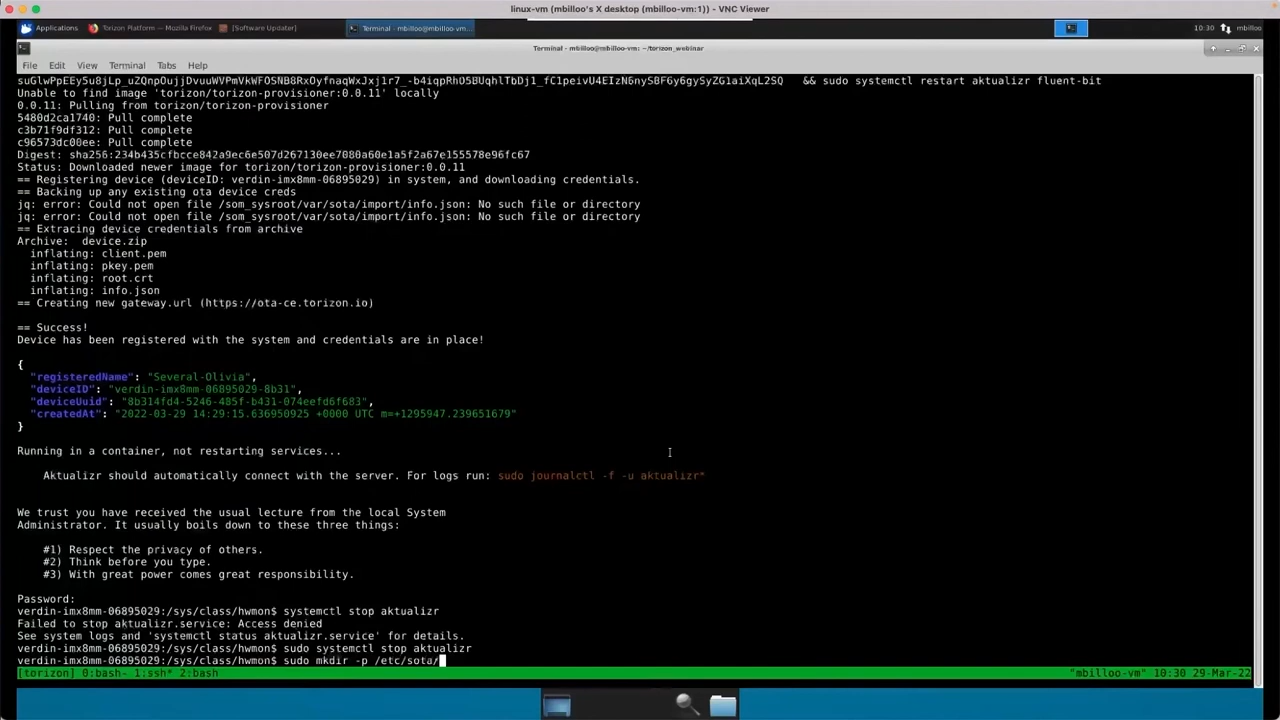 linux-vm (mbilloo's X desktop (mbilloo-vm:1)) - VNC Viewer
Applications
Torizon Platform — Mozilla Firefox
[Software Updater]
Terminal - mbilloo@mbilloo-vm...
10:30
mbilloo
Terminal - mbilloo@mbilloo-vm: ~/torizon_webinar
File Edit View Terminal Tabs Help
&& sudo systemctl restart aktualizr fluent-bit
Unable to find image 'torizon/torizon-provisioner:0.0.11' locally
0.0.11: Pulling from torizon/torizon-provisioner
5480d2ca1740: Pull complete
c3b71f9df312: Pull complete
c96573dc00ee: Pull complete
Digest: sha256:234b435cfbcce842a9ec6e507d267130ee7080a60e1a5f2a67e155578e96fc67
Status: Downloaded newer image for torizon/torizon-provisioner:0.0.11
== Registering device (deviceID: verdin-imx8mm-06895029) in system, and downloading credentials.
== Backing up any existing ota device creds
jq: error: Could not open file /som_sysroot/var/sota/import/info.json: No such file or directory
jq: error: Could not open file /som_sysroot/var/sota/import/info.json: No such file or directory
== Extracting device credentials from archive
Archive:  device.zip
  inflating: client.pem
  inflating: pkey.pem
  inflating: root.crt
  inflating: info.json
== Creating new gateway.url (https://ota-ce.torizon.io)
== Success!
Device has been registered with the system and credentials are in place!
{
  "registeredName": "Several-Olivia",
  "deviceID": "verdin-imx8mm-06895029-8b31",
  "deviceUuid": "8b314fd4-5246-485f-b431-074eefd6f683",
  "createdAt": "2022-03-29 14:29:15.636950925 +0000 UTC m=+1295947.239651679"
}
Running in a container, not restarting services...
Aktualizr should automatically connect with the server. For logs run: sudo journalctl -f -u aktualizr*
We trust you have received the usual lecture from the local System
Administrator. It usually boils down to these three things:
#1) Respect the privacy of others.
#2) Think before you type.
#3) With great power comes great responsibility.
Password:
verdin-imx8mm-06895029:/sys/class/hwmon$ systemctl stop aktualizr
Failed to stop aktualizr.service: Access denied
See system logs and 'systemctl status aktualizr.service' for details.
verdin-imx8mm-06895029:/sys/class/hwmon$ sudo systemctl stop aktualizr
verdin-imx8mm-06895029:/sys/class/hwmon$ sudo mkdir -p /etc/sota/
[torizon] 0:bash- 1:ssh* 2:bash
"mbilloo-vm" 10:30 29-Mar-22